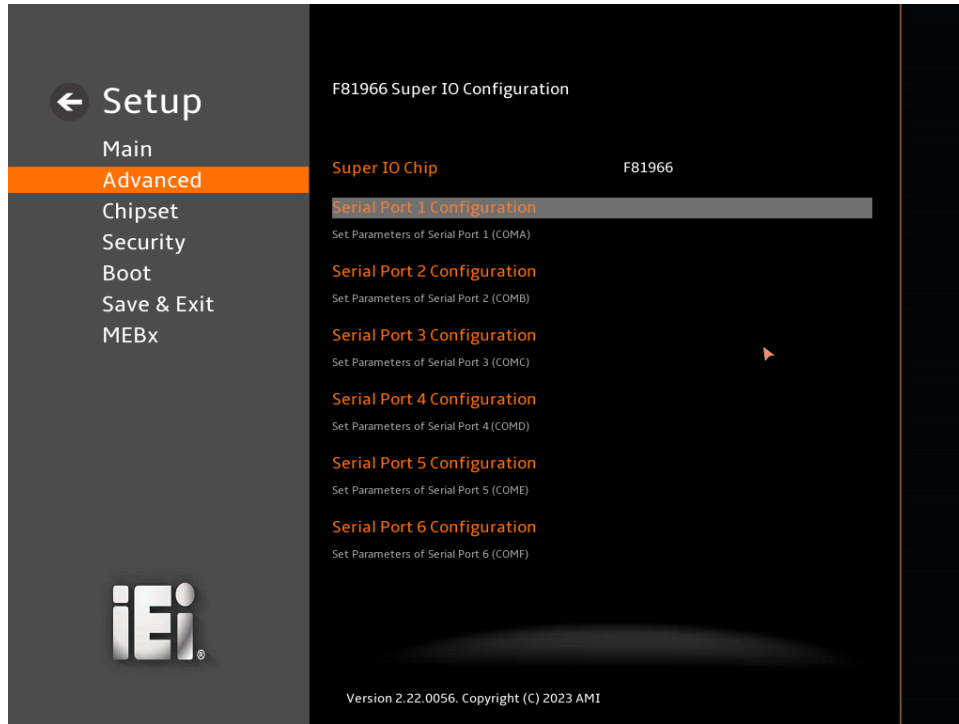 Setup
Main
Advanced
Chipset
Security
Boot
Save & Exit
MEBx
F81966 Super IO Configuration
Super IO Chip F81966
Serial Port 1 Configuration
Set Parameters of Serial Port 1 (COMA)
Serial Port 2 Configuration
Set Parameters of Serial Port 2 (COMB)
Serial Port 3 Configuration
Set Parameters of Serial Port 3 (COMC)
Serial Port 4 Configuration
Set Parameters of Serial Port 4 (COMD)
Serial Port 5 Configuration
Set Parameters of Serial Port 5 (COME)
Serial Port 6 Configuration
Set Parameters of Serial Port 6 (COMF)
iEi®
Version 2.22.0056. Copyright (C) 2023 AMI